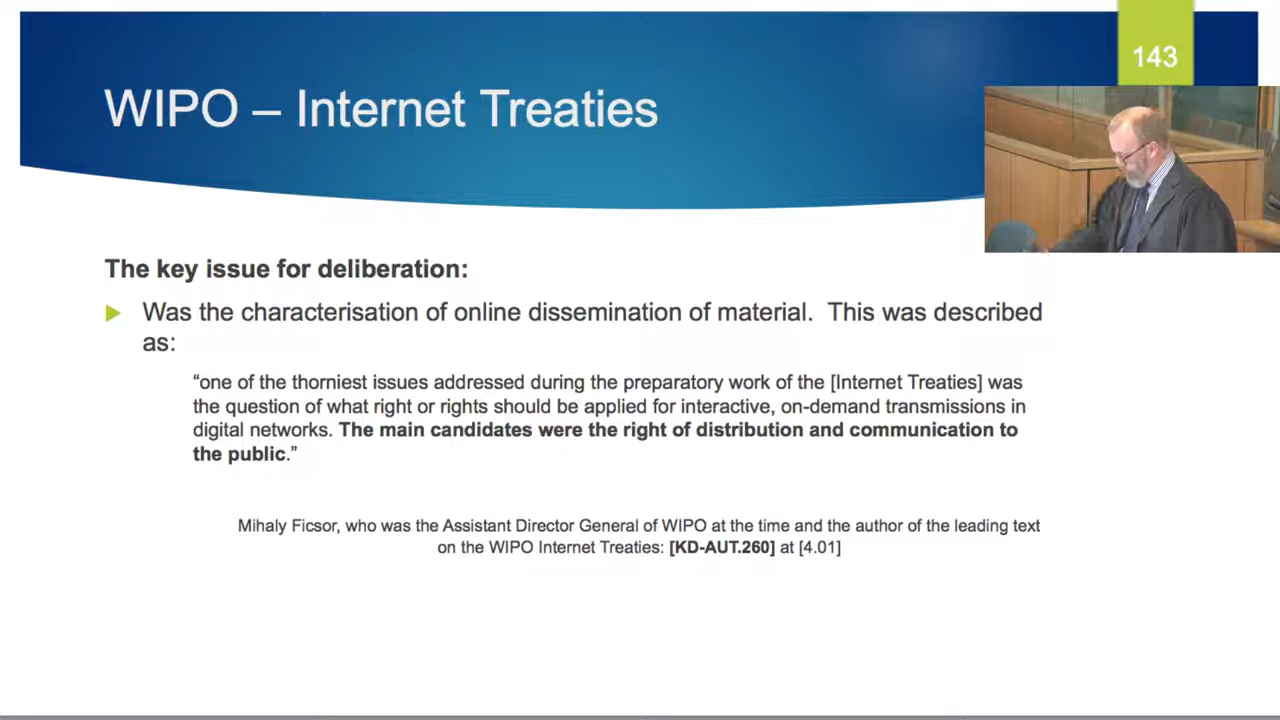 143
WIPO – Internet Treaties
The key issue for deliberation:
Was the characterisation of online dissemination of material.  This was described
as:
“one of the thorniest issues addressed during the preparatory work of the [Internet Treaties] was
the question of what right or rights should be applied for interactive, on-demand transmissions in
digital networks. The main candidates were the right of distribution and communication to
the public.”
Mihaly Ficsor, who was the Assistant Director General of WIPO at the time and the author of the leading text
on the WIPO Internet Treaties: [KD-AUT.260] at [4.01]